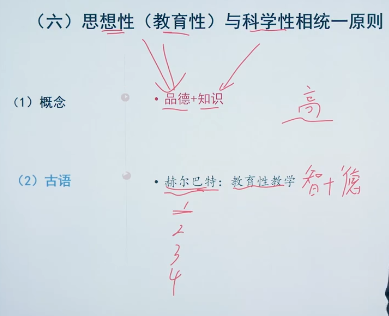 （六）思想性（教育性）与科学性相统一原则
（1）概念
• 品德+知识
高
（2）古语
• 赫尔巴特：教育性教学
智+德
1
2
3
4